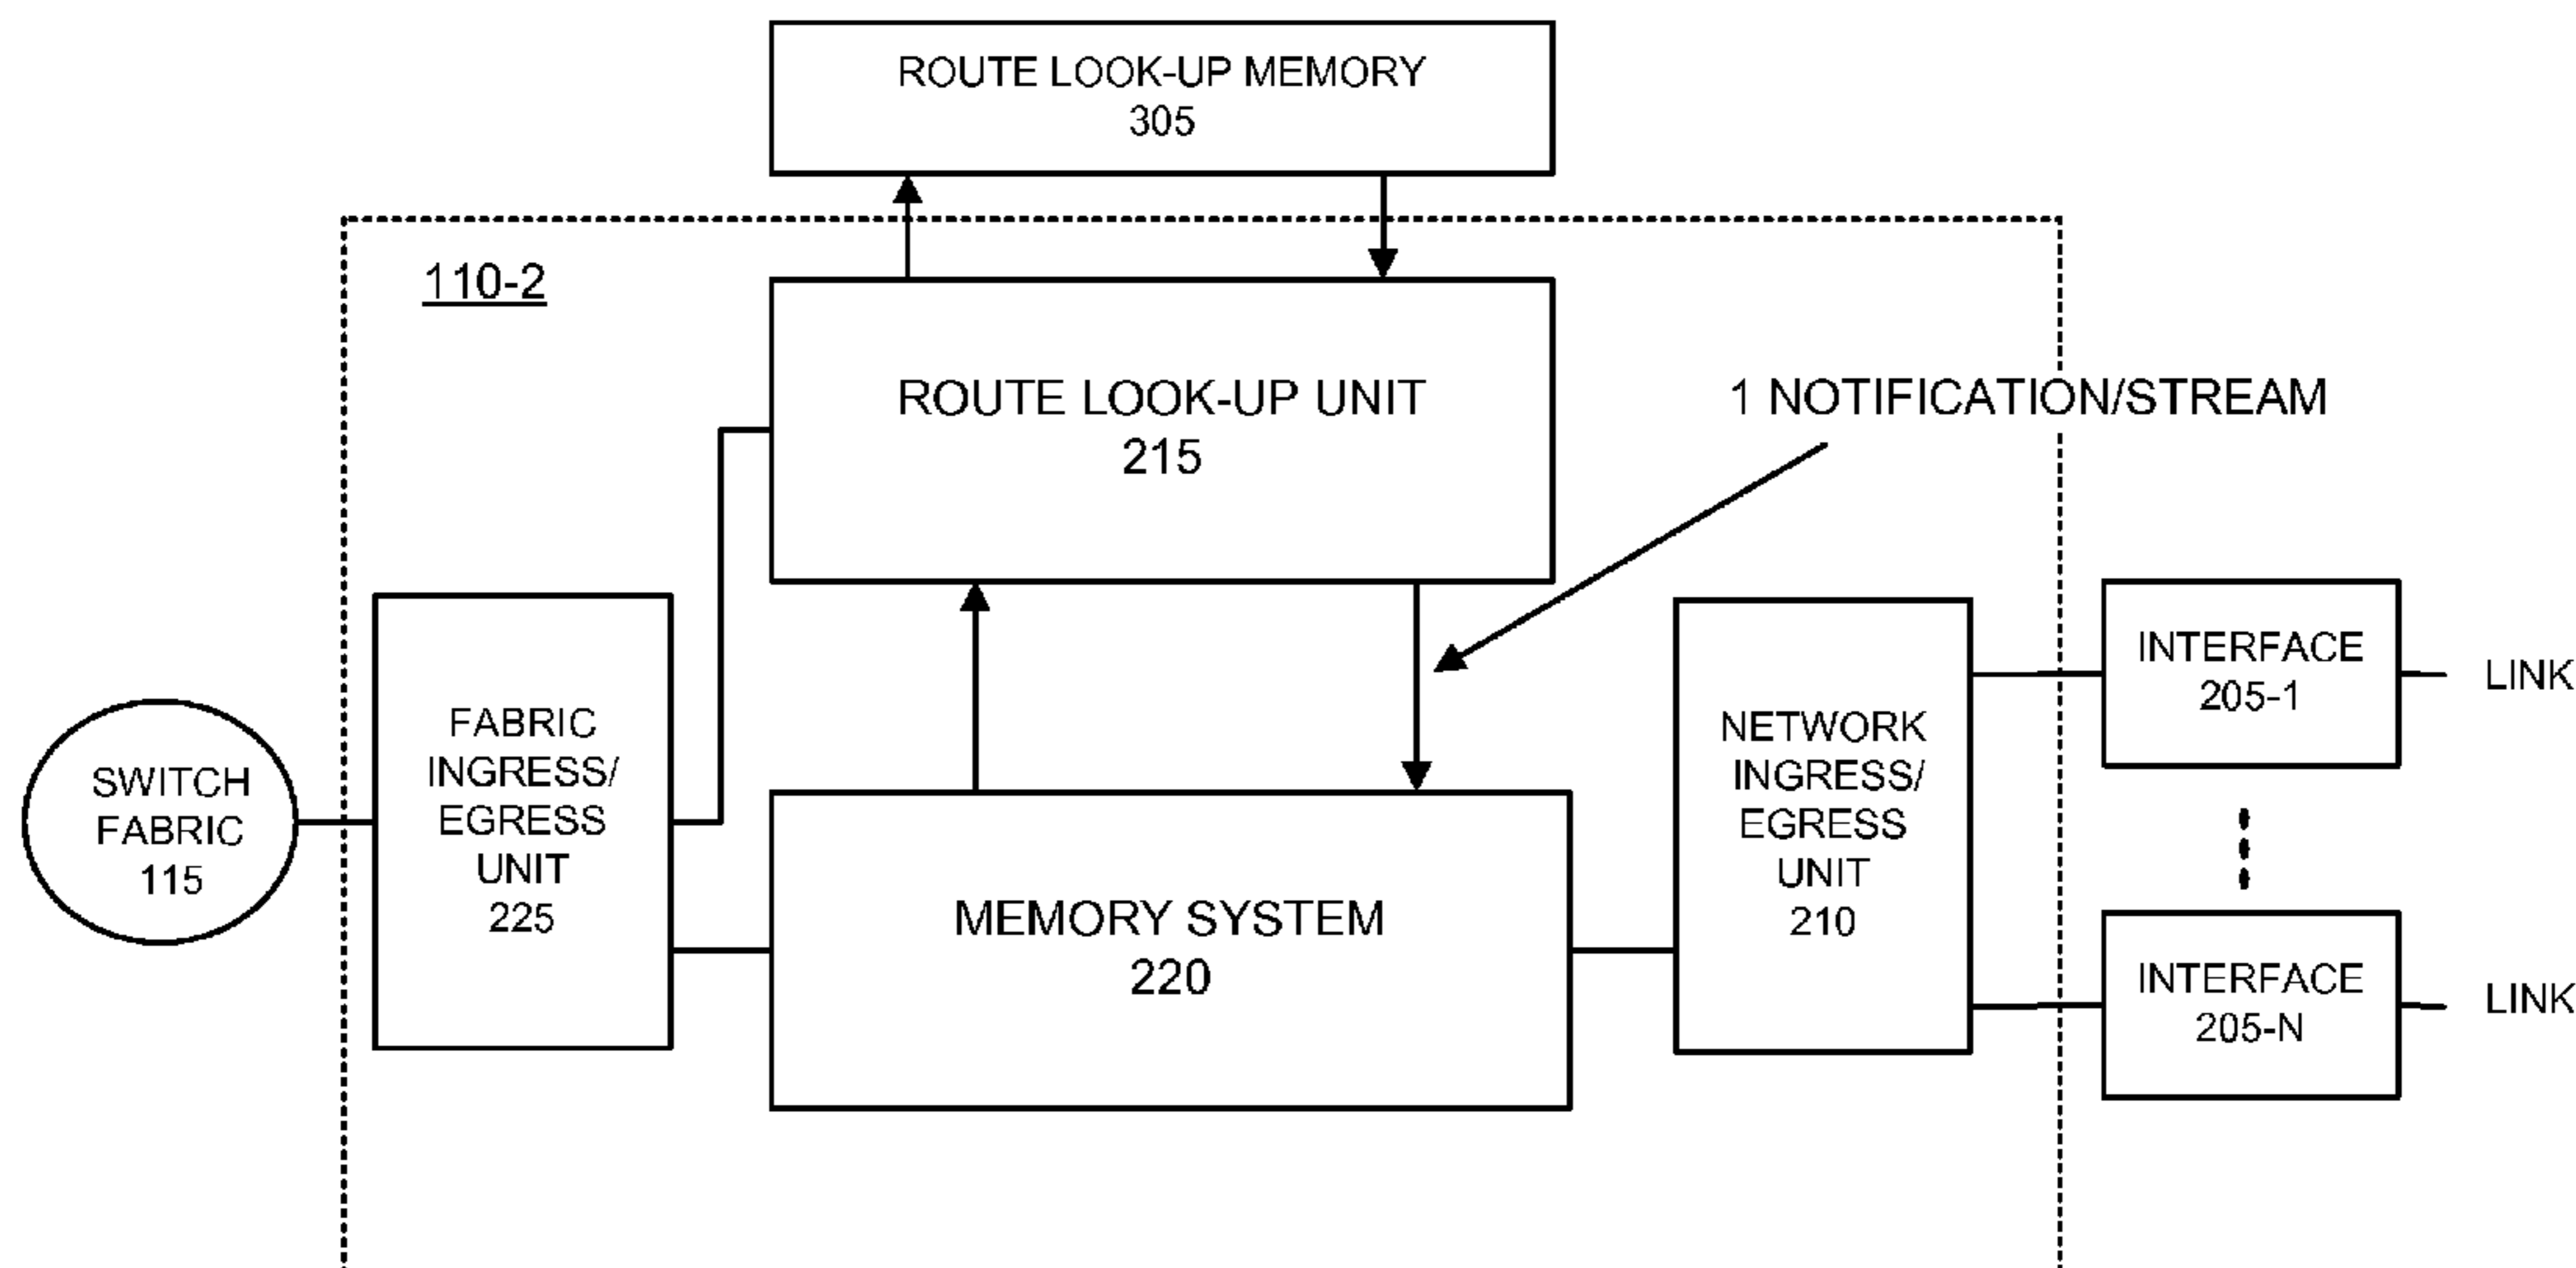 ROUTE LOOK-UP MEMORY
305
110-2
ROUTE LOOK-UP UNIT
215
1 NOTIFICATION/STREAM
SWITCH
FABRIC
115
FABRIC
INGRESS/
EGRESS
UNIT
225
MEMORY SYSTEM
220
NETWORK
INGRESS/
EGRESS
UNIT
210
INTERFACE
205-1
LINK
INTERFACE
205-N
LINK